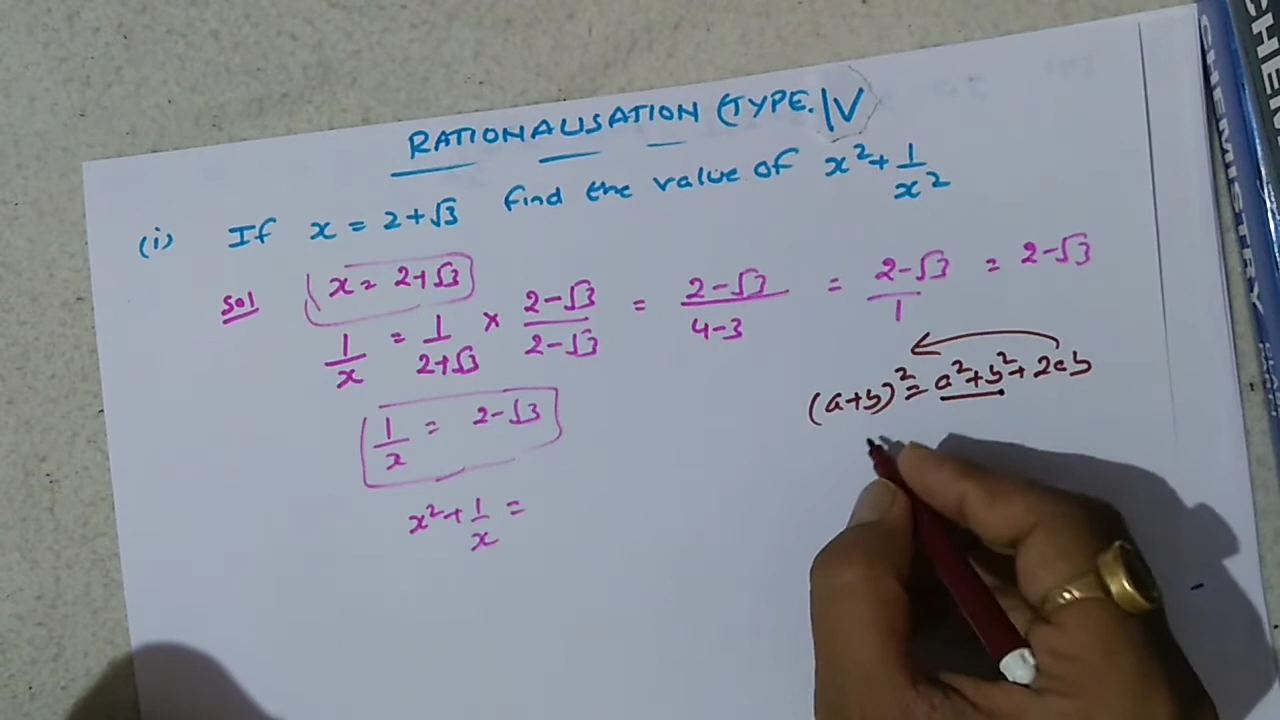 RATIONALISATION (TYPE. IV
(i) If x = 2+√3 find the value of x² + 1/x²
Sol x = 2+√3
1/x = 1/2+√3 × 2-√3/2-√3 = 2-√3/4-3 = 2-√3/1 = 2-√3
(a+b)² = a²+b²+2ab
1/x = 2-√3
x² + 1/x =
CHEMISTRY
CHEM